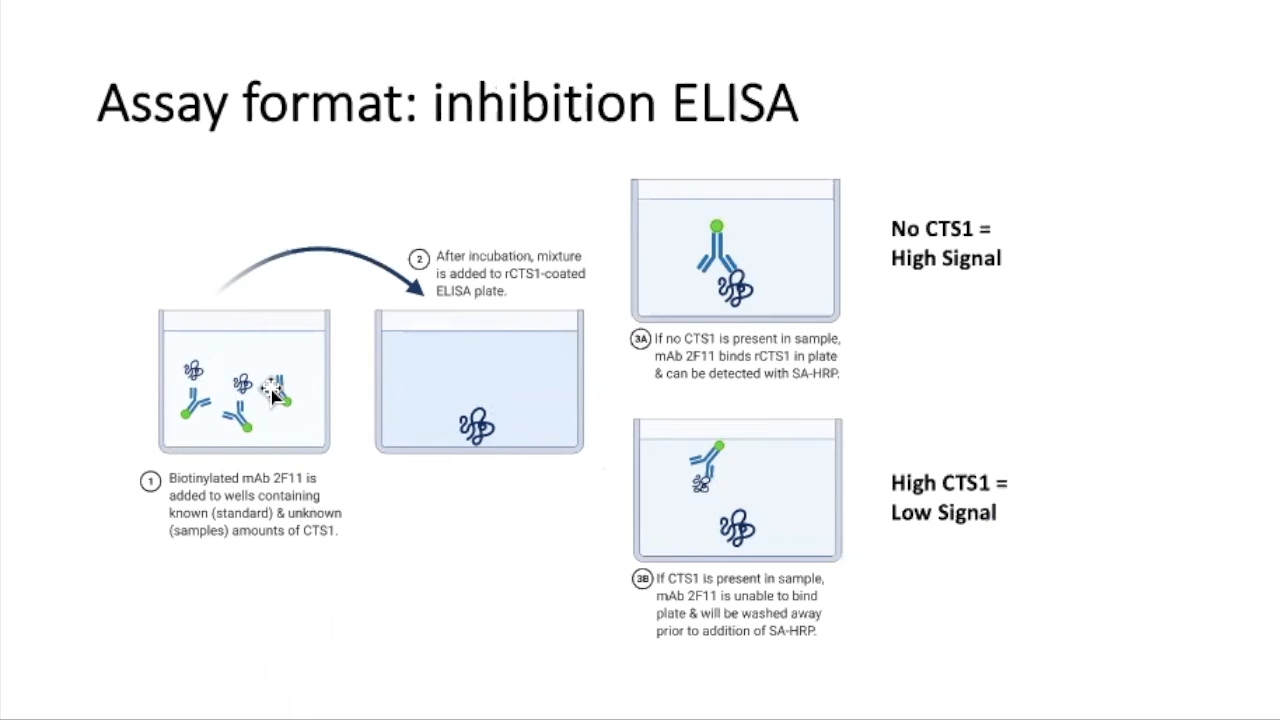 Assay format: inhibition ELISA
2 After incubation, mixture
is added to rCTS1-coated
ELISA plate.
1 Biotinylated mAb 2F11 is
added to wells containing
known (standard) & unknown
(samples) amounts of CTS1.
3A If no CTS1 is present in sample,
mAb 2F11 binds rCTS1 in plate
& can be detected with SA-HRP.
No CTS1 =
High Signal
3B If CTS1 is present in sample,
mAb 2F11 is unable to bind
plate & will be washed away
prior to addition of SA-HRP.
High CTS1 =
Low Signal